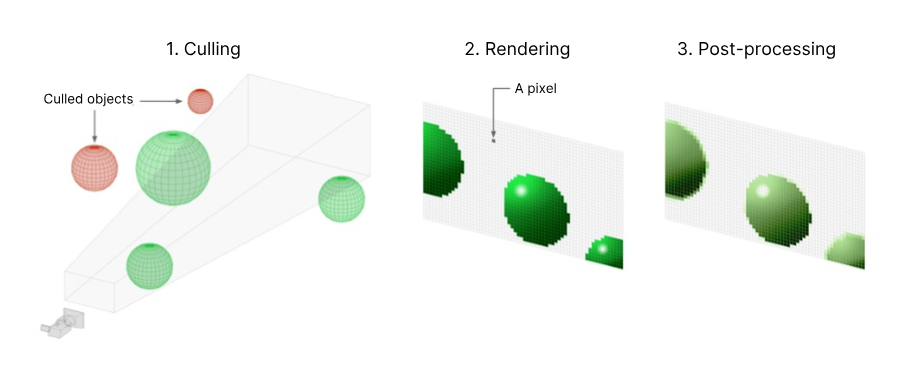 1. Culling
2. Rendering
3. Post-processing
Culled objects
A pixel